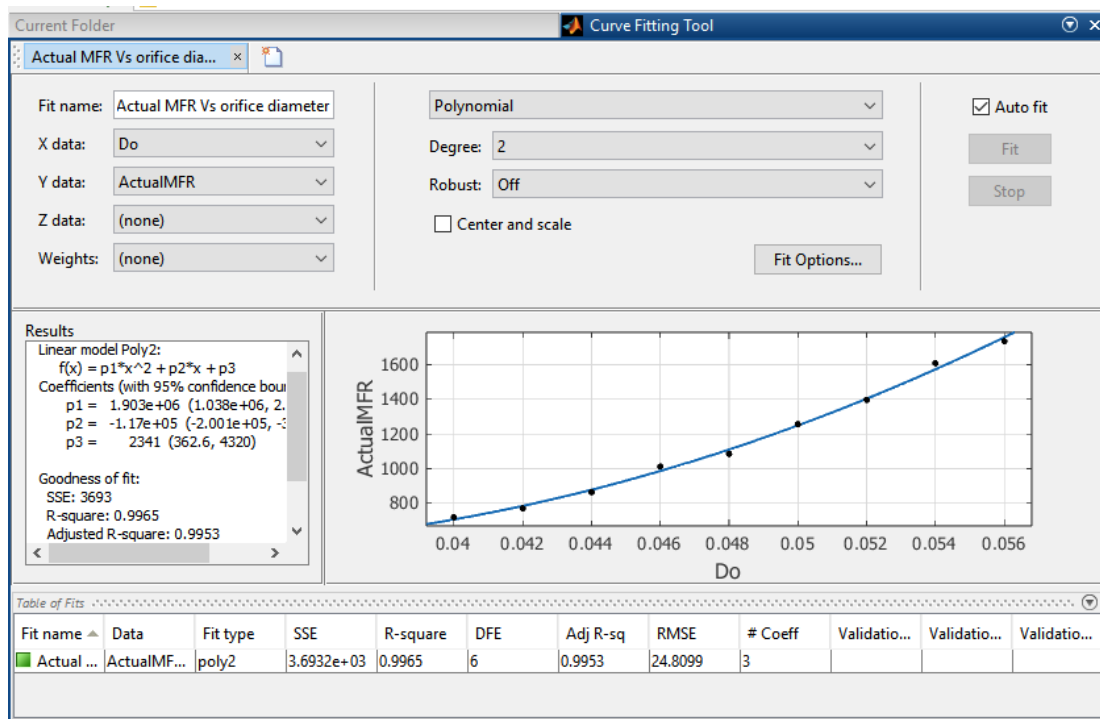 Current Folder
Curve Fitting Tool
Actual MFR Vs orifice dia...
Fit name: Actual MFR Vs orifice diameter
X data: Do
Y data: ActualMFR
Z data: (none)
Weights: (none)
Polynomial
Degree: 2
Robust: Off
Center and scale
Fit Options...
Auto fit
Fit
Stop
Results
Linear model Poly2:
f(x) = p1*x^2 + p2*x + p3
Coefficients (with 95% confidence bour
p1 = 1.903e+06 (1.038e+06, 2.
p2 = -1.17e+05 (-2.001e+05, -3
p3 = 2341 (362.6, 4320)
Goodness of fit:
SSE: 3693
R-square: 0.9965
Adjusted R-square: 0.9953
1600
1400
1200
1000
800
ActualMFR
0.04 0.042 0.044 0.046 0.048 0.05 0.052 0.054 0.056
Do
Table of Fits
Fit name Data Fit type SSE R-square DFE Adj R-sq RMSE # Coeff Validatio... Validatio... Validatio...
Actual ... ActualMF... poly2 3.6932e+03 0.9965 6 0.9953 24.8099 3